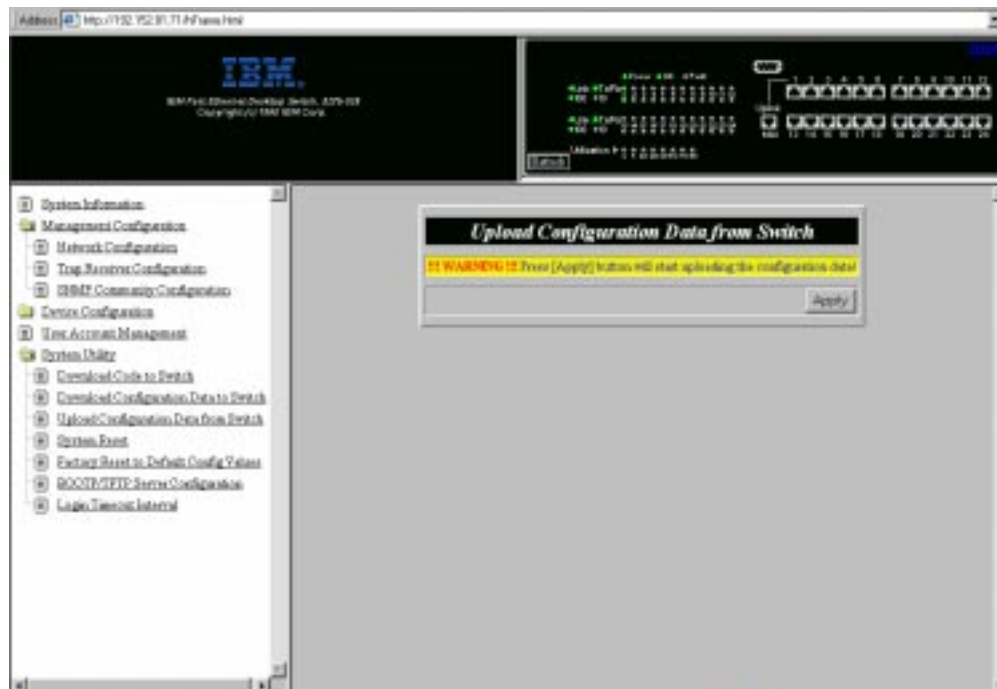 Address
IBM
Upload Configuration Data from Switch
!! WARNING !! Press [Apply] button will start uploading the configuration data!
Apply
System Information
Management Configuration
Network Configuration
Trap Receiver Configuration
SNMP Community Configuration
Device Configuration
User Account Management
System Utility
Download Code to Switch
Download Configuration Data to Switch
Upload Configuration Data from Switch
System Reset
Factory Reset to Default Config Values
BOOTP/TFTP Server Configuration
Login Timeout Interval